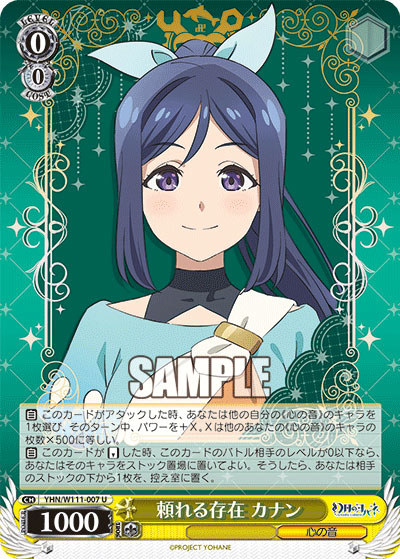 LEVEL
0
0
COST
SAMPLE
自 このカードがアタックした時、あなたは他の自分の《心の音》のキャラを
1枚選び、そのターン中、パワーを+X。Xは他のあなたの《心の音》のキャラの
枚数×500に等しい。
自 このカードが【,】した時、このカードのバトル相手のレベルが0以下なら、
あなたはそのキャラをストック置場に置いてよい。そうしたら、あなたは相手
のストックの下から1枚を、控え室に置く。
CH YHN/W111-007 U
1000
頼れる存在 カナン
心の音
©PROJECT YOHANE